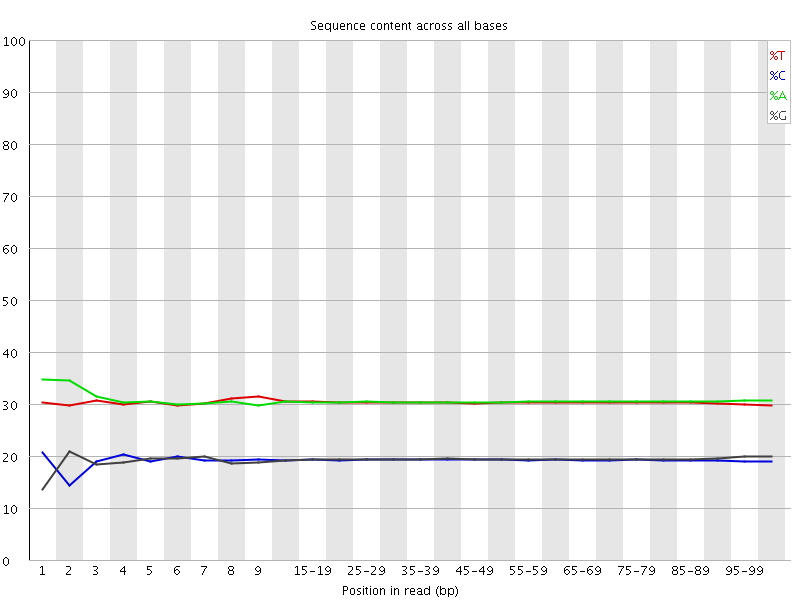 Sequence content across all bases
100
90
80
70
60
50
40
30
20
10
0
%T
%C
%A
%G
1 2 3 4 5 6 7 8 9 15-19 25-29 35-39 45-49 55-59 65-69 75-79 85-89 95-99
Position in read (bp)